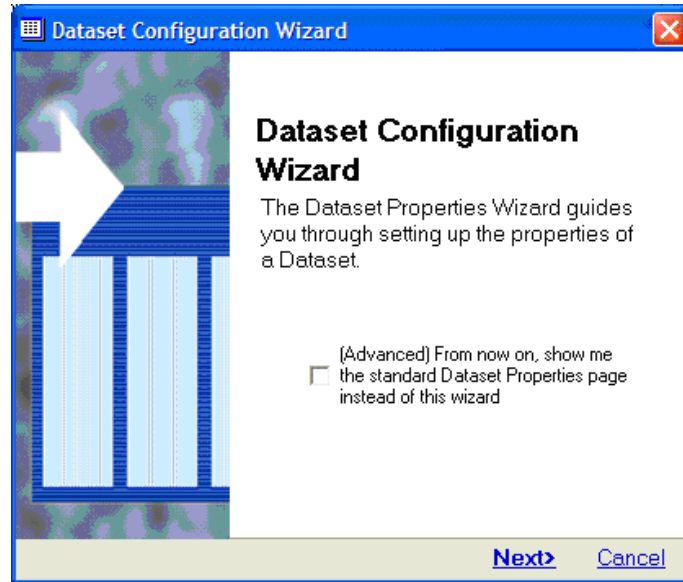 Dataset Configuration Wizard
Dataset Configuration
Wizard
The Dataset Properties Wizard guides
you through setting up the properties of
a Dataset.
(Advanced) From now on, show me
the standard Dataset Properties page
instead of this wizard
Next> Cancel